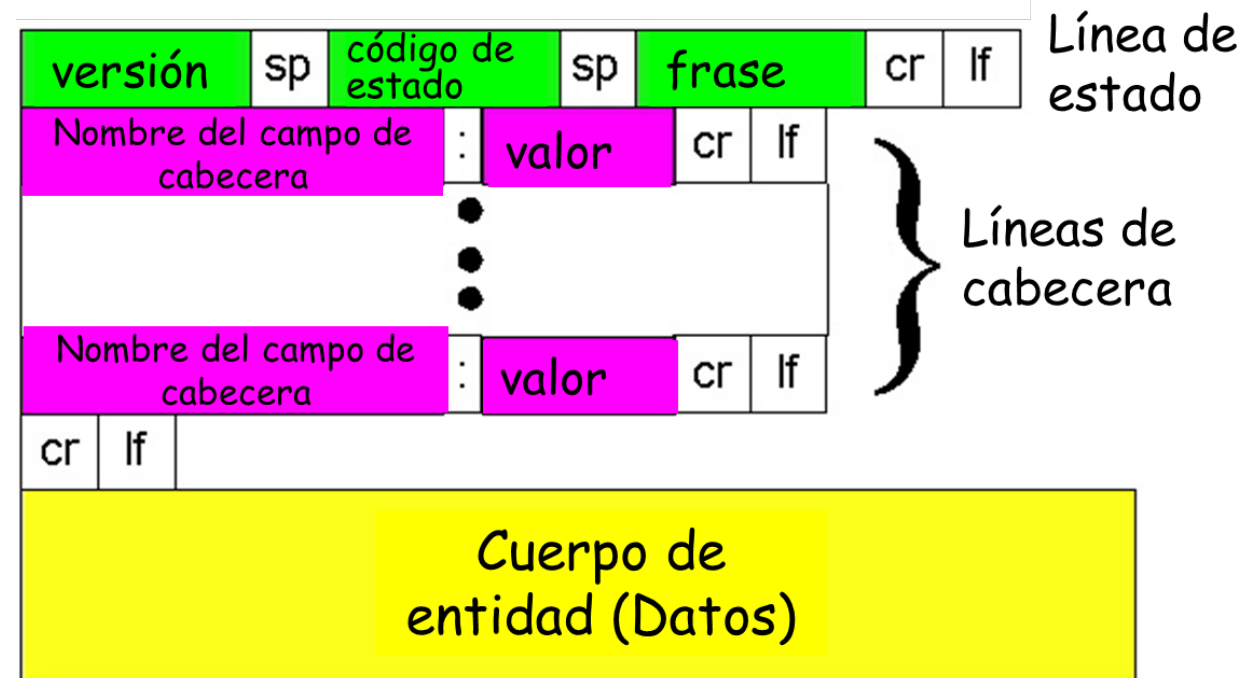 versión sp código de estado sp frase cr lf
Línea de estado
Nombre del campo de cabecera : valor cr lf
Líneas de cabecera
Nombre del campo de cabecera : valor cr lf
cr lf
Cuerpo de
entidad (Datos)